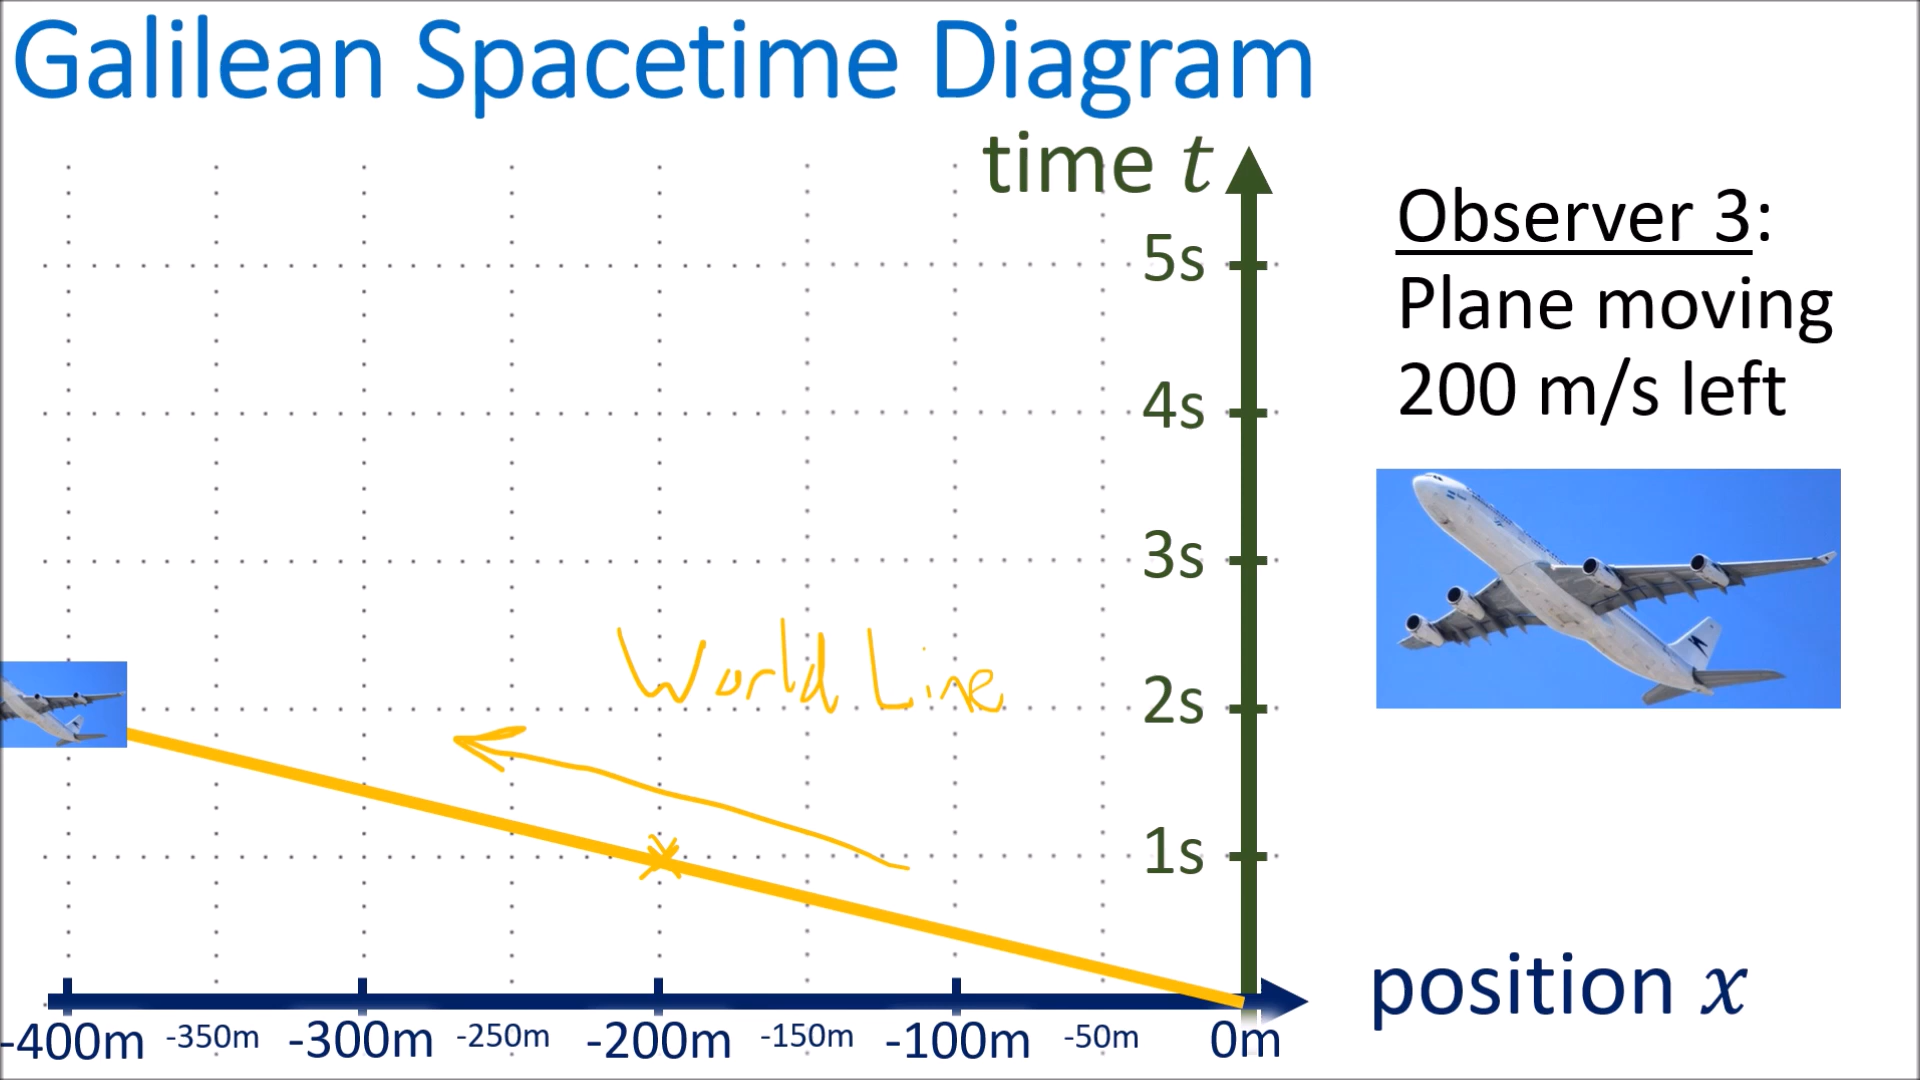 Galilean Spacetime Diagram
time t
5s
4s
3s
2s
1s
Observer 3:
Plane moving
200 m/s left
World Line
position x
-400m -350m -300m -250m -200m -150m -100m -50m 0m